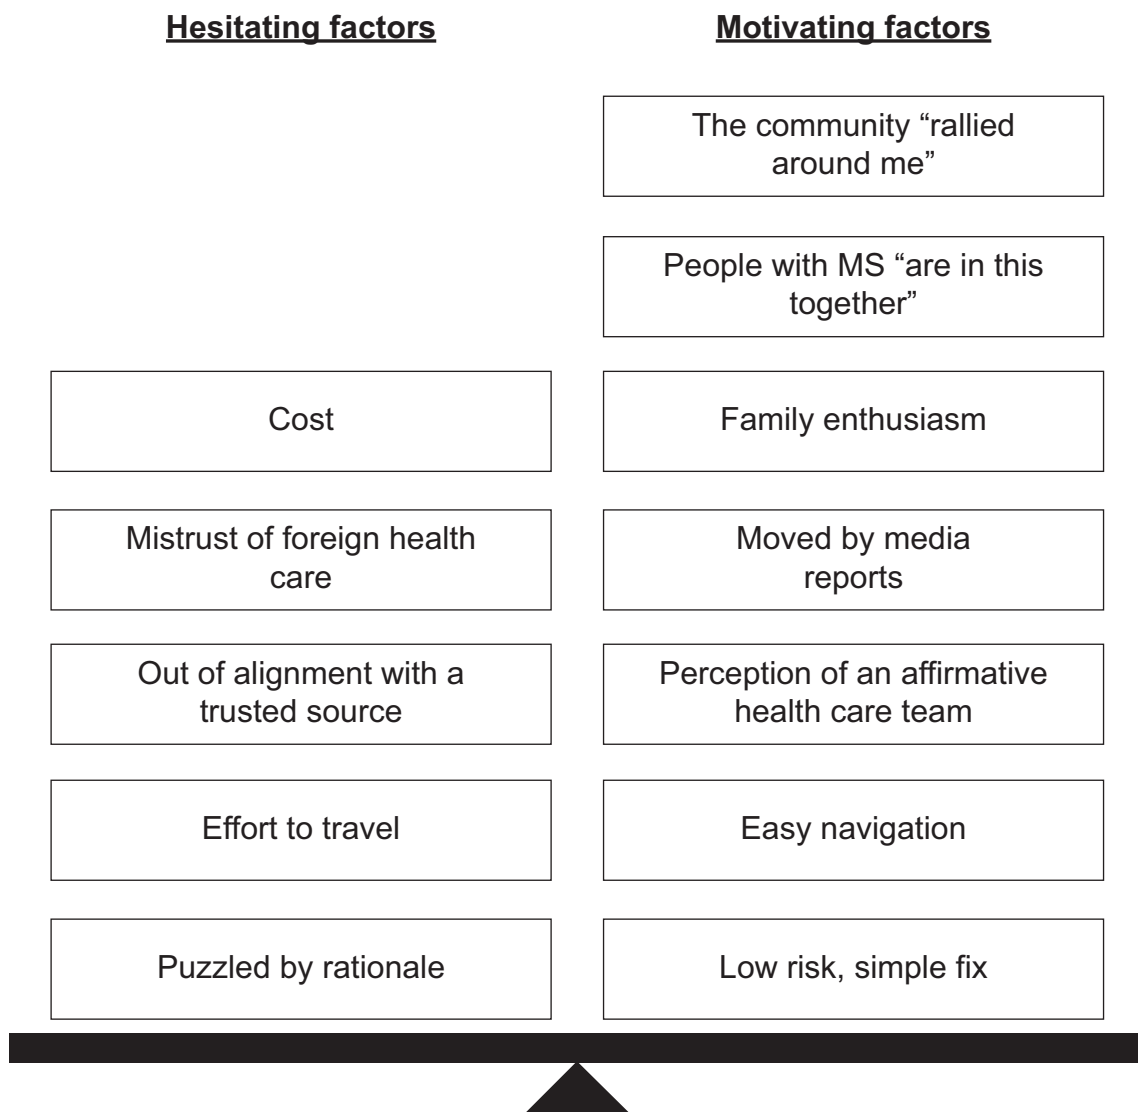 Hesitating factors
Motivating factors
The community “rallied
around me”
People with MS “are in this
together”
Cost
Family enthusiasm
Mistrust of foreign health
care
Moved by media
reports
Out of alignment with a
trusted source
Perception of an affirmative
health care team
Effort to travel
Easy navigation
Puzzled by rationale
Low risk, simple fix